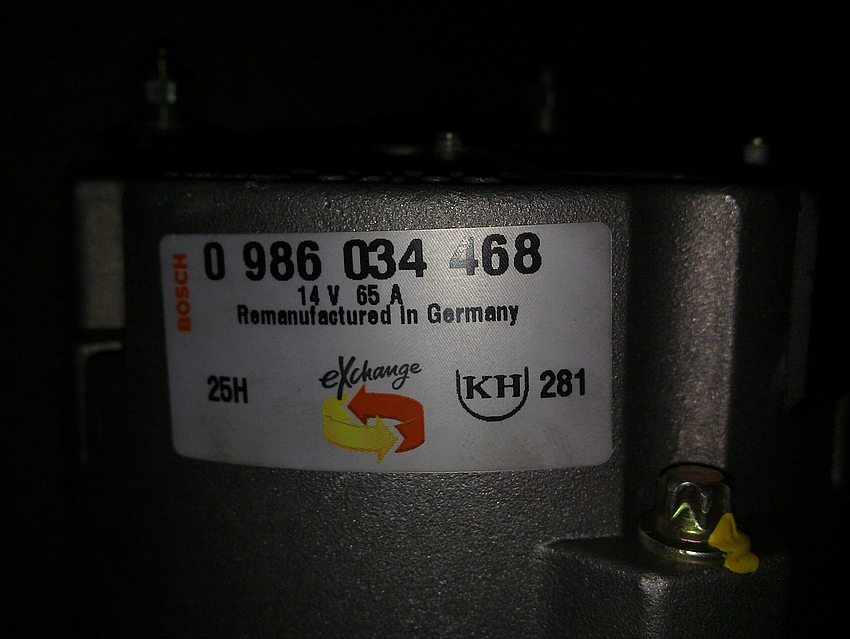 BOSCH
0 986 034 468
14 V 65 A
Remanufactured in Germany
25H
eXchange
KH 281